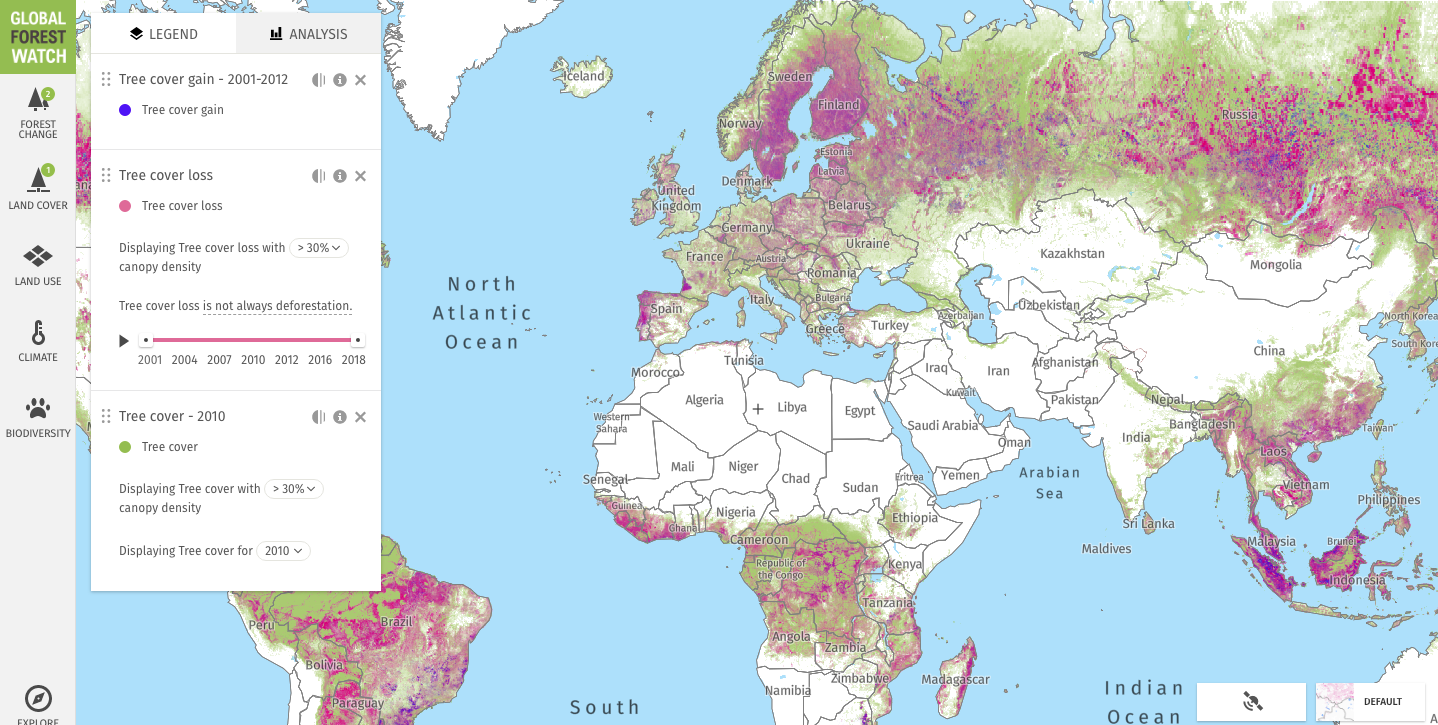 GLOBAL
FOREST
WATCH
2
FOREST
CHANGE
1
LAND COVER
LAND USE
CLIMATE
BIODIVERSITY
EXPLORE
LEGEND
ANALYSIS
Tree cover gain - 2001-2012
Tree cover gain
Tree cover loss
Tree cover loss
Displaying Tree cover loss with > 30%
canopy density
Tree cover loss is not always deforestation.
2001 2004 2007 2010 2012 2016 2018
Tree cover - 2010
Tree cover
Displaying Tree cover with > 30%
canopy density
Displaying Tree cover for 2010
Iceland
Sweden
Finland
Norway
Russia
Estonia
Latvia
Denmark
United
Kingdom
Belarus
Germany
Ukraine
France
Austria
Romania
Kazakhstan
Mongolia
North
Atlantic
Ocean
Spain
Italy
Bulgaria
Uzbekistan
Azerbaijan
North Korea
Greece
Turkey
South Kore
China
Tunisia
Morocco
Iraq
Iran
Afghanistan
Kuwait
Pakistan
Nepal
Algeria
Libya
Egypt
Western
Sahara
Saudi Arabia
Bangladesh
Taiwan
India
Oman
Laos
Mali
Niger
Chad
Senegal
Sudan
Eritrea
Yemen
Arabian
Sea
Vietnam
Philippines
Guinea
Nigeria
Ghana
Ethiopia
Sri Lanka
Cameroon
Maldives
Malaysia
Brunei
Republic of
the Congo
Kenya
Indonesia
Tanzania
Peru
Brazil
Angola
Zambia
Bolivia
Zimbabwe
Madagascar
Namibia
Paraguay
South
Indian
Ocean
DEFAULT